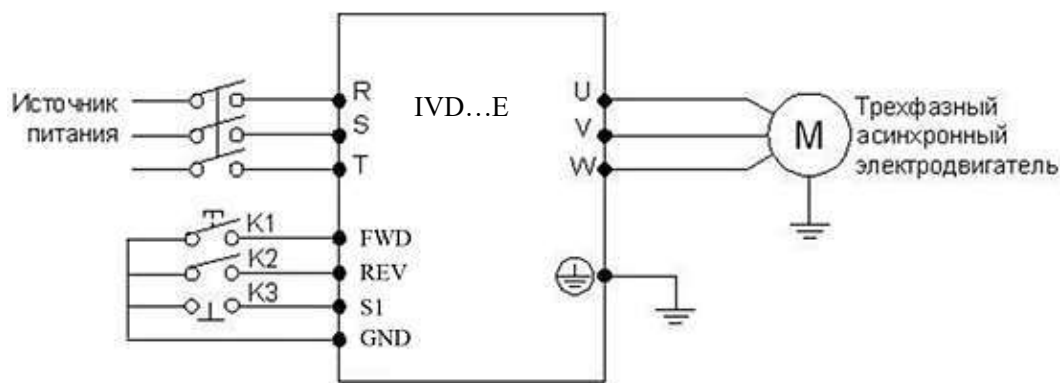 Источник
питания
R
S
T
IVD...E
U
V
W
M
Трехфазный
асинхронный
электродвигатель
K1
FWD
K2
REV
K3
S1
GND